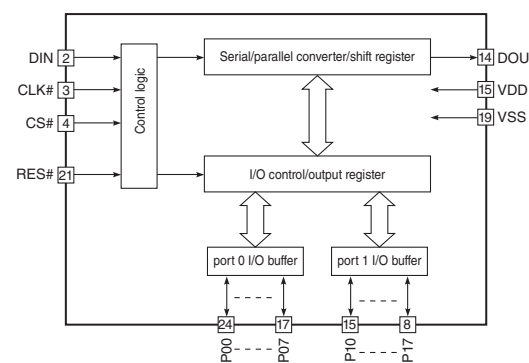 DIN 2
Serial/parallel converter/shift register
14 DOU
CLK# 3
Control logic
15 VDD
CS# 4
19 VSS
RES# 21
I/O control/output register
port 0 I/O buffer
port 1 I/O buffer
24 17 15 8
P00 P07 P10 P17